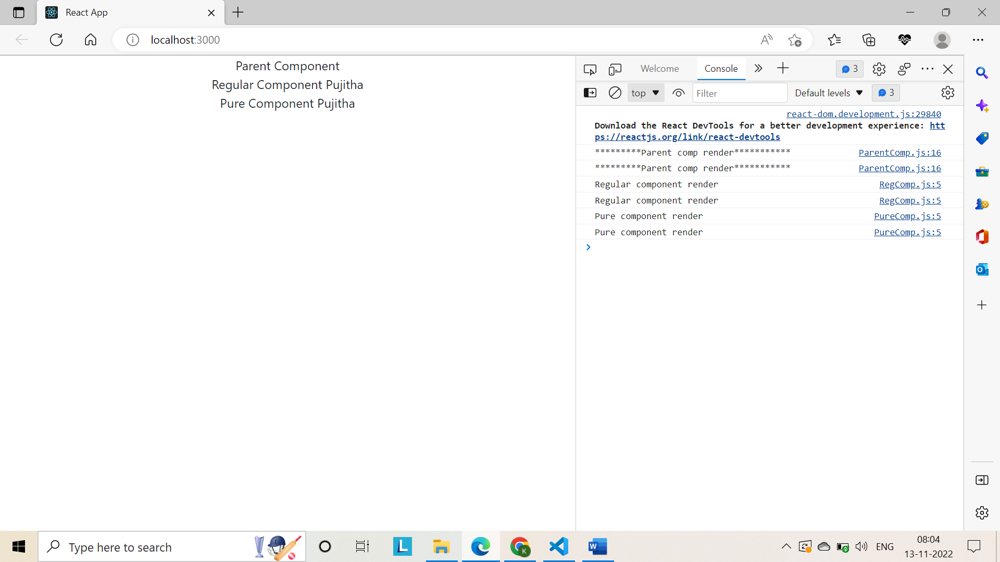 React App
localhost:3000
Parent Component
Regular Component Pujitha
Pure Component Pujitha
Welcome
Console
3
top
Filter
Default levels
3
react-dom.development.js:29840
Download the React DevTools for a better development experience: htt
ps://reactjs.org/link/react-devtools
*********Parent comp render***********
ParentComp.js:16
*********Parent comp render***********
ParentComp.js:16
Regular component render
RegComp.js:5
Regular component render
RegComp.js:5
Pure component render
PureComp.js:5
Pure component render
PureComp.js:5
Type here to search
L
K
W
ENG
08:04
13-11-2022